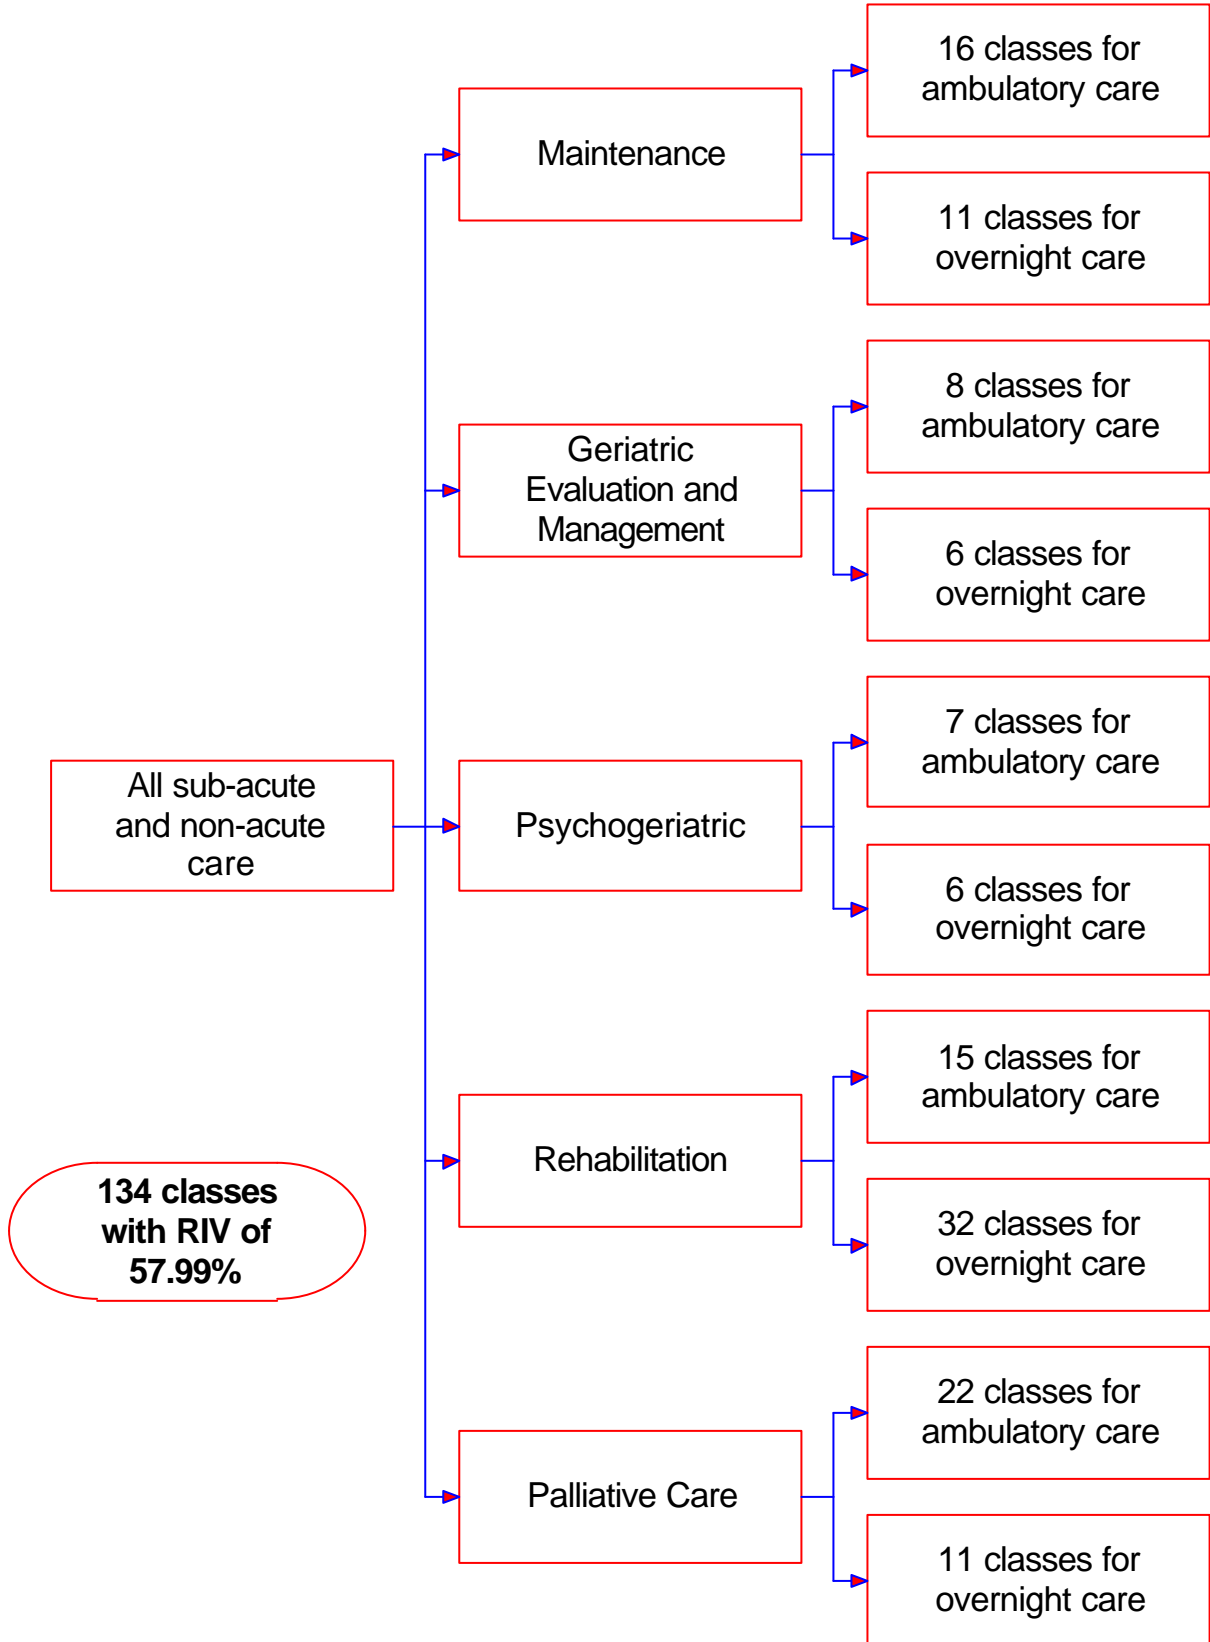 All sub-acute
and non-acute
care
134 classes
with RIV of
57.99%
Maintenance
16 classes for
ambulatory care
11 classes for
overnight care
Geriatric
Evaluation and
Management
8 classes for
ambulatory care
6 classes for
overnight care
Psychogeriatric
7 classes for
ambulatory care
6 classes for
overnight care
Rehabilitation
15 classes for
ambulatory care
32 classes for
overnight care
Palliative Care
22 classes for
ambulatory care
11 classes for
overnight care